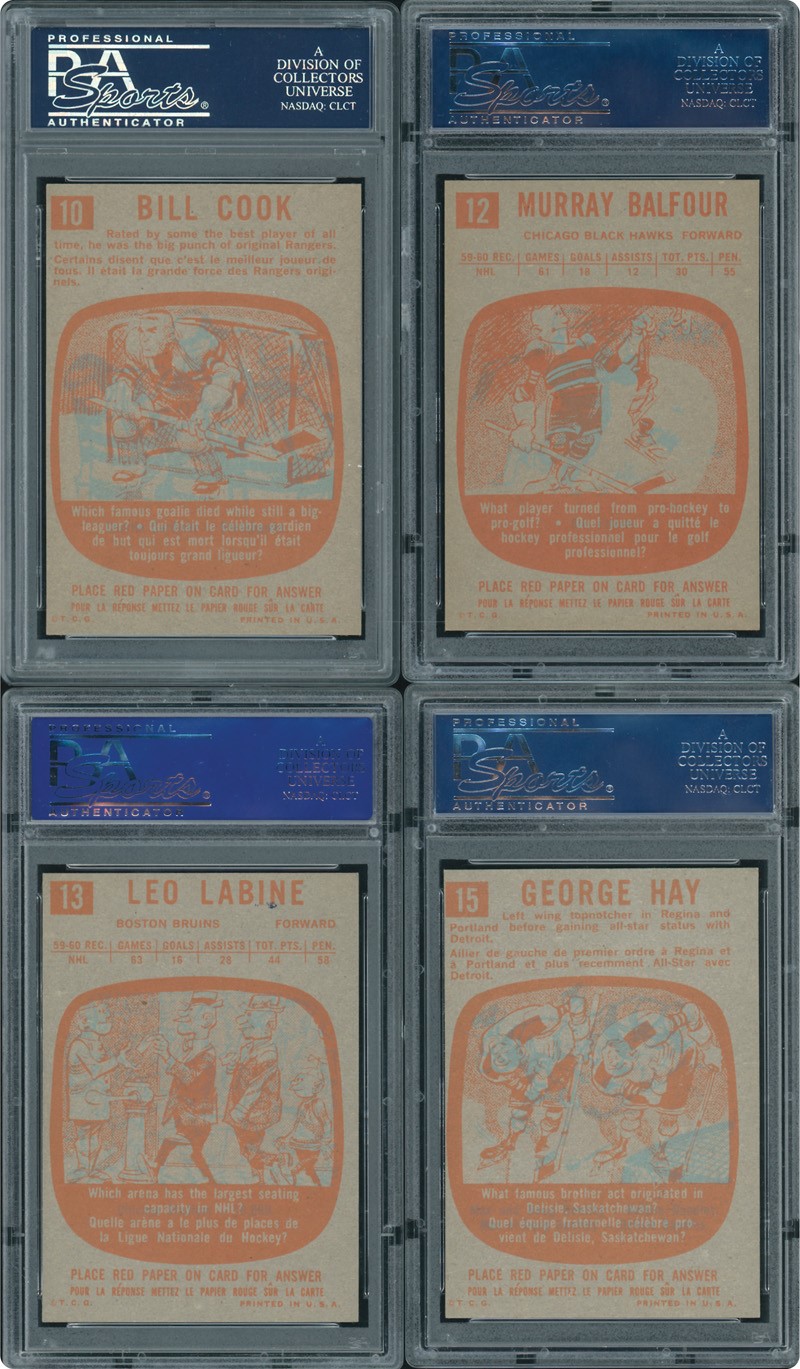 PROFESSIONAL
PSA
Sports®
AUTHENTICATOR
A
DIVISION OF
COLLECTORS
UNIVERSE
NASDAQ: CLCT
10 BILL COOK
Rated by some the best player of all
time, he was the big punch of original Rangers.
Certains disent que c'est le meilleur joueur de
tous. Il était la grande force des Rangers origi-
nels.
Which famous goalie died while still a big-
leaguer? • Qui était le célèbre gardien
de but qui est mort lorsqu'il était
toujours grand ligueur?
PLACE RED PAPER ON CARD FOR ANSWER
POUR LA RÉPONSE METTEZ LE PAPIER ROUGE SUR LA CARTE
©T.C.G. PRINTED IN U.S.A.
PROFESSIONAL
PSA
Sports®
AUTHENTICATOR
A
DIVISION OF
COLLECTORS
UNIVERSE
NASDAQ: CLCT
12 MURRAY BALFOUR
CHICAGO BLACK HAWKS FORWARD
59-60 REC. GAMES GOALS ASSISTS TOT. PTS. PEN.
NHL 61 18 12 30 55
What player turned from pro-hockey to
pro-golf? • Quel joueur a quitté le
hockey professionnel pour le golf
professionnel?
PLACE RED PAPER ON CARD FOR ANSWER
POUR LA RÉPONSE METTEZ LE PAPIER ROUGE SUR LA CARTE
©T.C.G. PRINTED IN U.S.A.
PROFESSIONAL
PSA
Sports®
AUTHENTICATOR
A
DIVISION OF
COLLECTORS
UNIVERSE
NASDAQ: CLCT
13 LEO LABINE
BOSTON BRUINS FORWARD
59-60 REC. GAMES GOALS ASSISTS TOT. PTS. PEN.
NHL 63 16 28 44 58
Which arena has the largest seating
capacity in NHL?
Quelle arène a le plus de places de
la Ligue Nationale du Hockey?
PLACE RED PAPER ON CARD FOR ANSWER
POUR LA RÉPONSE METTEZ LE PAPIER ROUGE SUR LA CARTE
©T.C.G. PRINTED IN U.S.A.
PROFESSIONAL
PSA
Sports®
AUTHENTICATOR
A
DIVISION OF
COLLECTORS
UNIVERSE
NASDAQ: CLCT
15 GEORGE HAY
Left wing topnotcher in Regina and
Portland before gaining all-star status with
Detroit.
Ailier de gauche de premier ordre à Regina et
à Portland et plus recemment All-Star avec
Detroit.
What famous brother act originated in
Delisle, Saskatchewan?
Quel équipe fraternelle célèbre pro-
vient de Delisle, Saskatchewan?
PLACE RED PAPER ON CARD FOR ANSWER
POUR LA RÉPONSE METTEZ LE PAPIER ROUGE SUR LA CARTE
©T.C.G. PRINTED IN U.S.A.